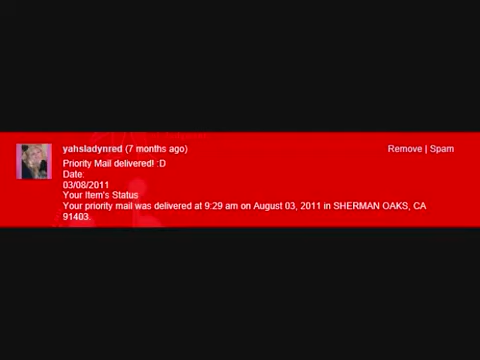 yahsladynred (7 months ago) Remove | Spam
Priority Mail delivered! :D
Date:
03/08/2011
Your Item's Status
Your priority mail was delivered at 9:29 am on August 03, 2011 in SHERMAN OAKS, CA
91403.